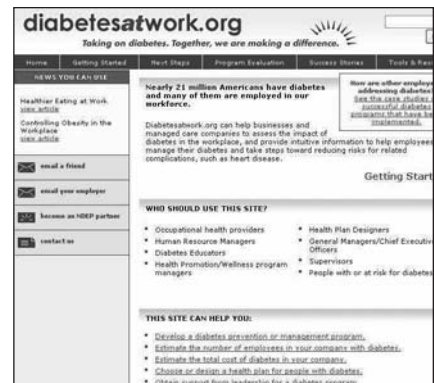 diabetesatwork.org
Taking on diabetes. Together, we are making a difference.
Home Getting Started Next Steps Program Evaluation Success Stories Tools & Res
NEWS YOU CAN USE
Healthier Eating at Work
view article
Controlling Obesity in the
Workplace
view article
email a friend
email your employer
become an NDEP partner
contact us
Nearly 21 million Americans have diabetes
and many of them are employed in our
workforce.
How are other employe
addressing diabetes?
See the case studies
successful diabetes
programs that have be
implemented.
Diabetesatwork.org can help businesses and
managed care companies to assess the impact of
diabetes in the workplace, and provide intuitive information to help employees
manage their diabetes and take steps toward reducing risks for related
complications, such as heart disease.
Getting Start
WHO SHOULD USE THIS SITE?
• Occupational health providers
• Human Resource Managers
• Diabetes Educators
• Health Promotion/Wellness program
managers
• Health Plan Designers
• General Managers/Chief Executiv
Officers
• Supervisors
• People with or at risk for diabetes
THIS SITE CAN HELP YOU:
• Develop a diabetes prevention or management program.
• Estimate the number of employees in your company with diabetes.
• Estimate the total cost of diabetes in your company.
• Choose or design a health plan for people with diabetes.
• Obtain support from leadership for a diabetes program.